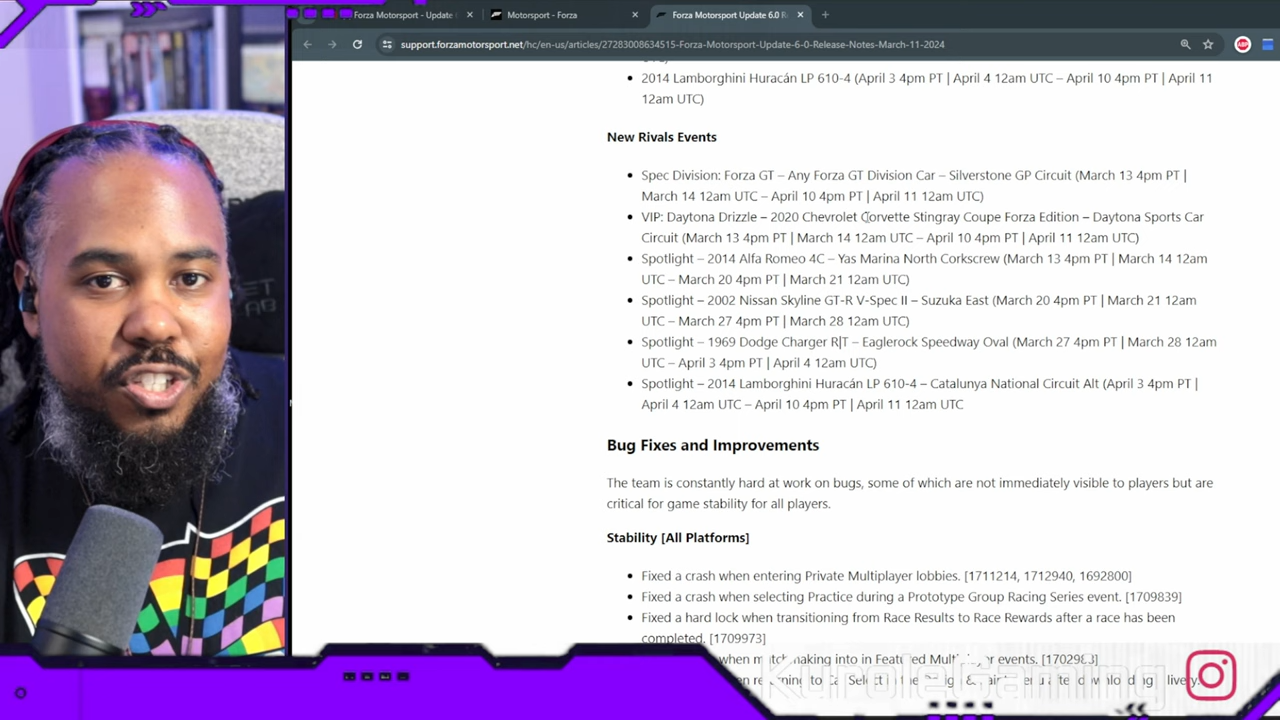 Forza Motorsport - Update
Motorsport - Forza
Forza Motorsport Update 6.0 R
support.forzamotorsport.net/hc/en-us/articles/27283008634515-Forza-Motorsport-Update-6-0-Release-Notes-March-11-2024
ABP
2014 Lamborghini Huracán LP 610-4 (April 3 4pm PT | April 4 12am UTC – April 10 4pm PT | April 11
12am UTC)
New Rivals Events
Spec Division: Forza GT – Any Forza GT Division Car – Silverstone GP Circuit (March 13 4pm PT |
March 14 12am UTC – April 10 4pm PT | April 11 12am UTC)
VIP: Daytona Drizzle – 2020 Chevrolet Corvette Stingray Coupe Forza Edition – Daytona Sports Car
Circuit (March 13 4pm PT | March 14 12am UTC – April 10 4pm PT | April 11 12am UTC)
Spotlight – 2014 Alfa Romeo 4C – Yas Marina North Corkscrew (March 13 4pm PT | March 14 12am
UTC – March 20 4pm PT | March 21 12am UTC)
Spotlight – 2002 Nissan Skyline GT-R V-Spec II – Suzuka East (March 20 4pm PT | March 21 12am
UTC – March 27 4pm PT | March 28 12am UTC)
Spotlight – 1969 Dodge Charger R|T – Eaglerock Speedway Oval (March 27 4pm PT | March 28 12am
UTC – April 3 4pm PT | April 4 12am UTC)
Spotlight – 2014 Lamborghini Huracán LP 610-4 – Catalunya National Circuit Alt (April 3 4pm PT |
April 4 12am UTC – April 10 4pm PT | April 11 12am UTC
Bug Fixes and Improvements
The team is constantly hard at work on bugs, some of which are not immediately visible to players but are
critical for game stability for all players.
Stability [All Platforms]
Fixed a crash when entering Private Multiplayer lobbies. [1711214, 1712940, 1692800]
Fixed a crash when selecting Practice during a Prototype Group Racing Series event. [1709839]
Fixed a hard lock when transitioning from Race Results to Race Rewards after a race has been
completed. [1709973]
when matchmaking into in Featured Multiplayer events. [1702983]
KuroleGaming